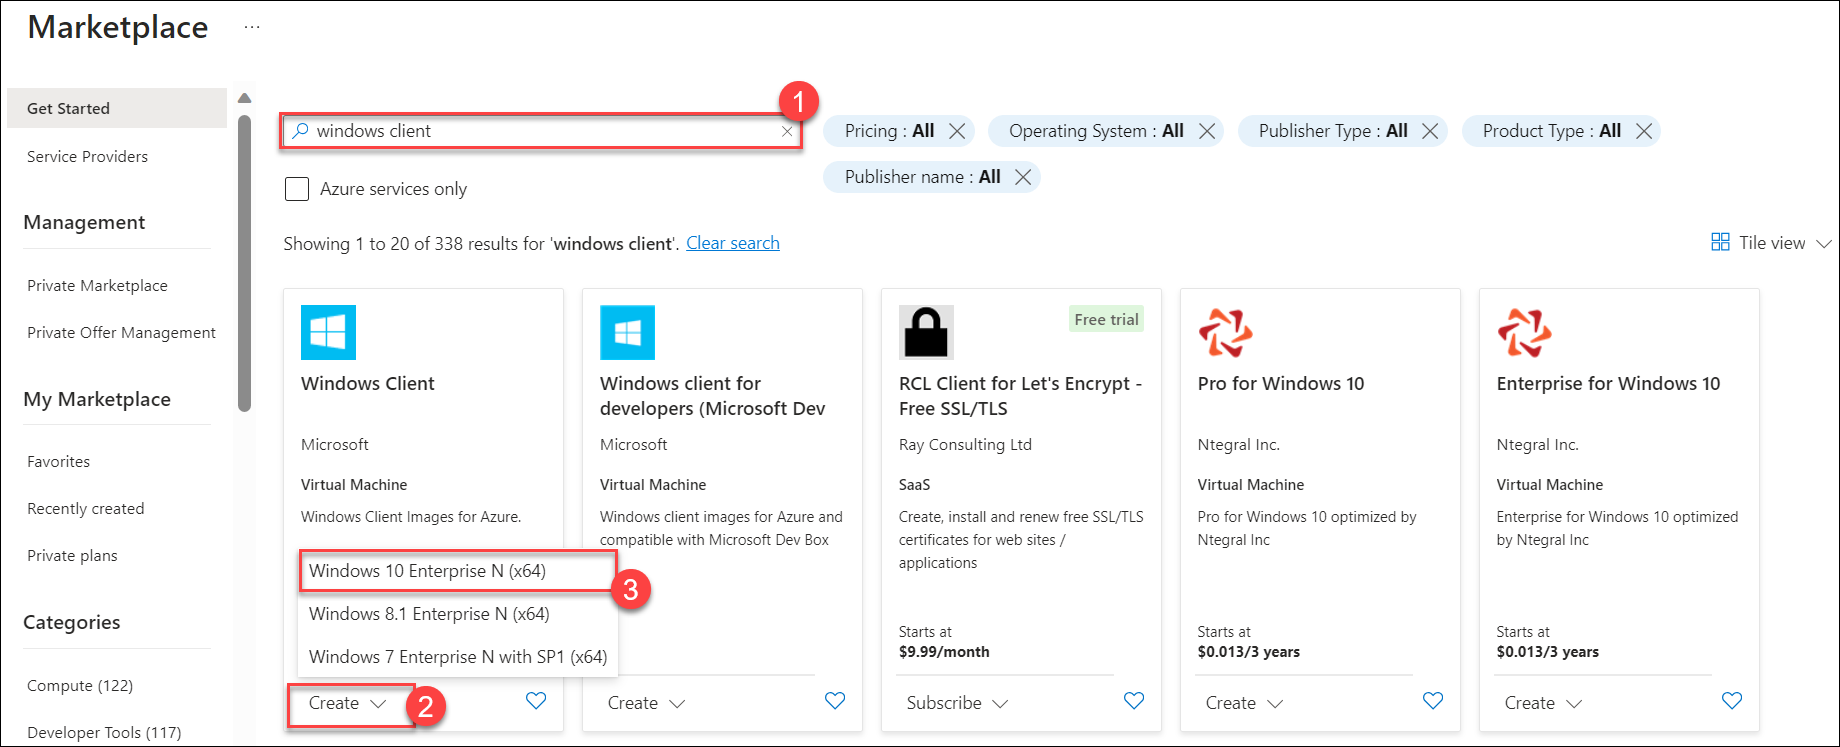 Marketplace ...
Get Started
Service Providers
Management
Private Marketplace
Private Offer Management
My Marketplace
Favorites
Recently created
Private plans
Categories
Compute (122)
Developer Tools (117)
windows client
1
Pricing : All
Operating System : All
Publisher Type : All
Product Type : All
Publisher name : All
Azure services only
Showing 1 to 20 of 338 results for 'windows client'. Clear search
Tile view
Windows Client
Microsoft
Virtual Machine
Windows Client Images for Azure.
Windows 10 Enterprise N (x64)
3
Windows 8.1 Enterprise N (x64)
Windows 7 Enterprise N with SP1 (x64)
Create
2
Windows client for
developers (Microsoft Dev
Microsoft
Virtual Machine
Windows client images for Azure and
compatible with Microsoft Dev Box
Create
Free trial
RCL Client for Let's Encrypt -
Free SSL/TLS
Ray Consulting Ltd
SaaS
Create, install and renew free SSL/TLS
certificates for web sites /
applications
Starts at
$9.99/month
Subscribe
Pro for Windows 10
Ntegral Inc.
Virtual Machine
Pro for Windows 10 optimized by
Ntegral Inc
Starts at
$0.013/3 years
Create
Enterprise for Windows 10
Ntegral Inc.
Virtual Machine
Enterprise for Windows 10 optimized
by Ntegral Inc
Starts at
$0.013/3 years
Create